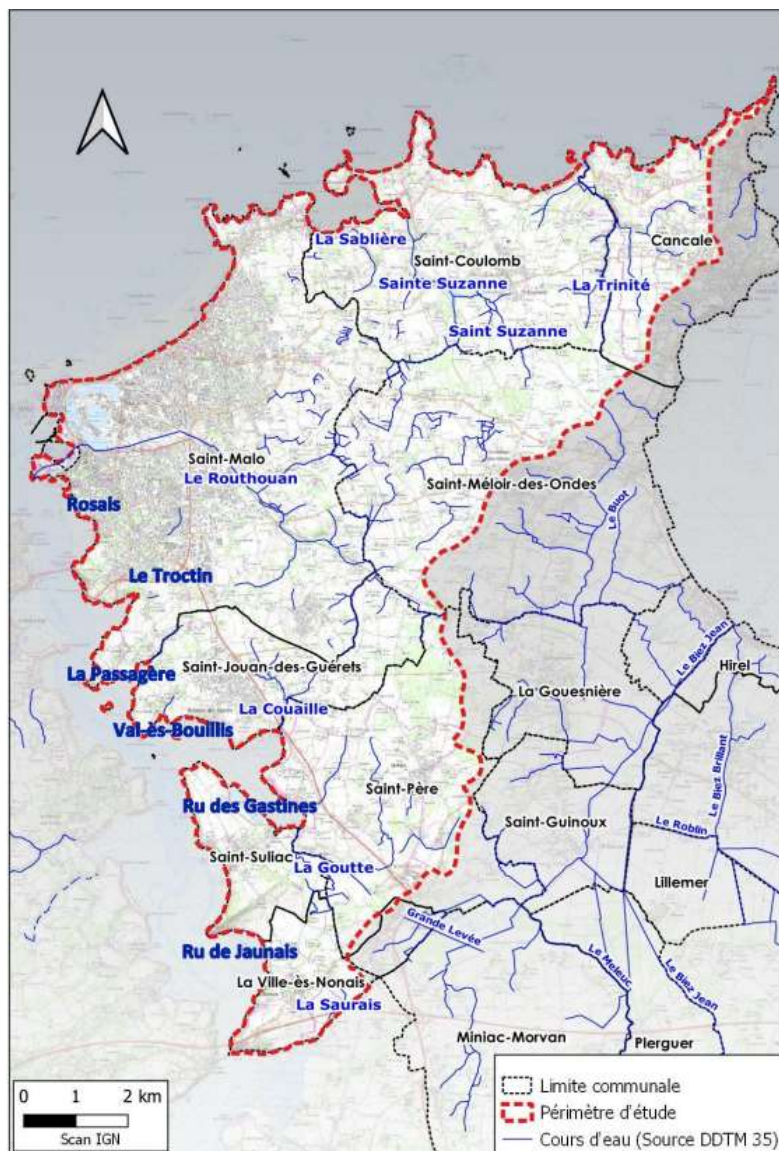 La Sablière
Cancale
Saint-Coulomb
Sainte Suzanne
La Trinité
Saint Suzanne
Saint-Malo
Le Routhouan
Saint-Méloir-des-Ondes
Rosais
Le Buot
Le Troctin
Le Biez Jean
Saint-Jouan-des-Guérets
La Passagère
Hirel
La Gouesnière
La Couaille
Val-ès-Bouillis
Le Biez Brillant
Saint-Père
Ru des Gastines
Saint-Guinoux
Le Roblin
Saint-Suliac
La Goutte
Lillemer
Grande Levée
Ru de Jaunais
Le Meleuc
Le Biez Jean
La Ville-ès-Nonais
La Saurais
Miniac-Morvan
Plerguer
0 1 2 km
Scan IGN
Limite communale
Périmètre d'étude
Cours d'eau (Source DDTM 35)